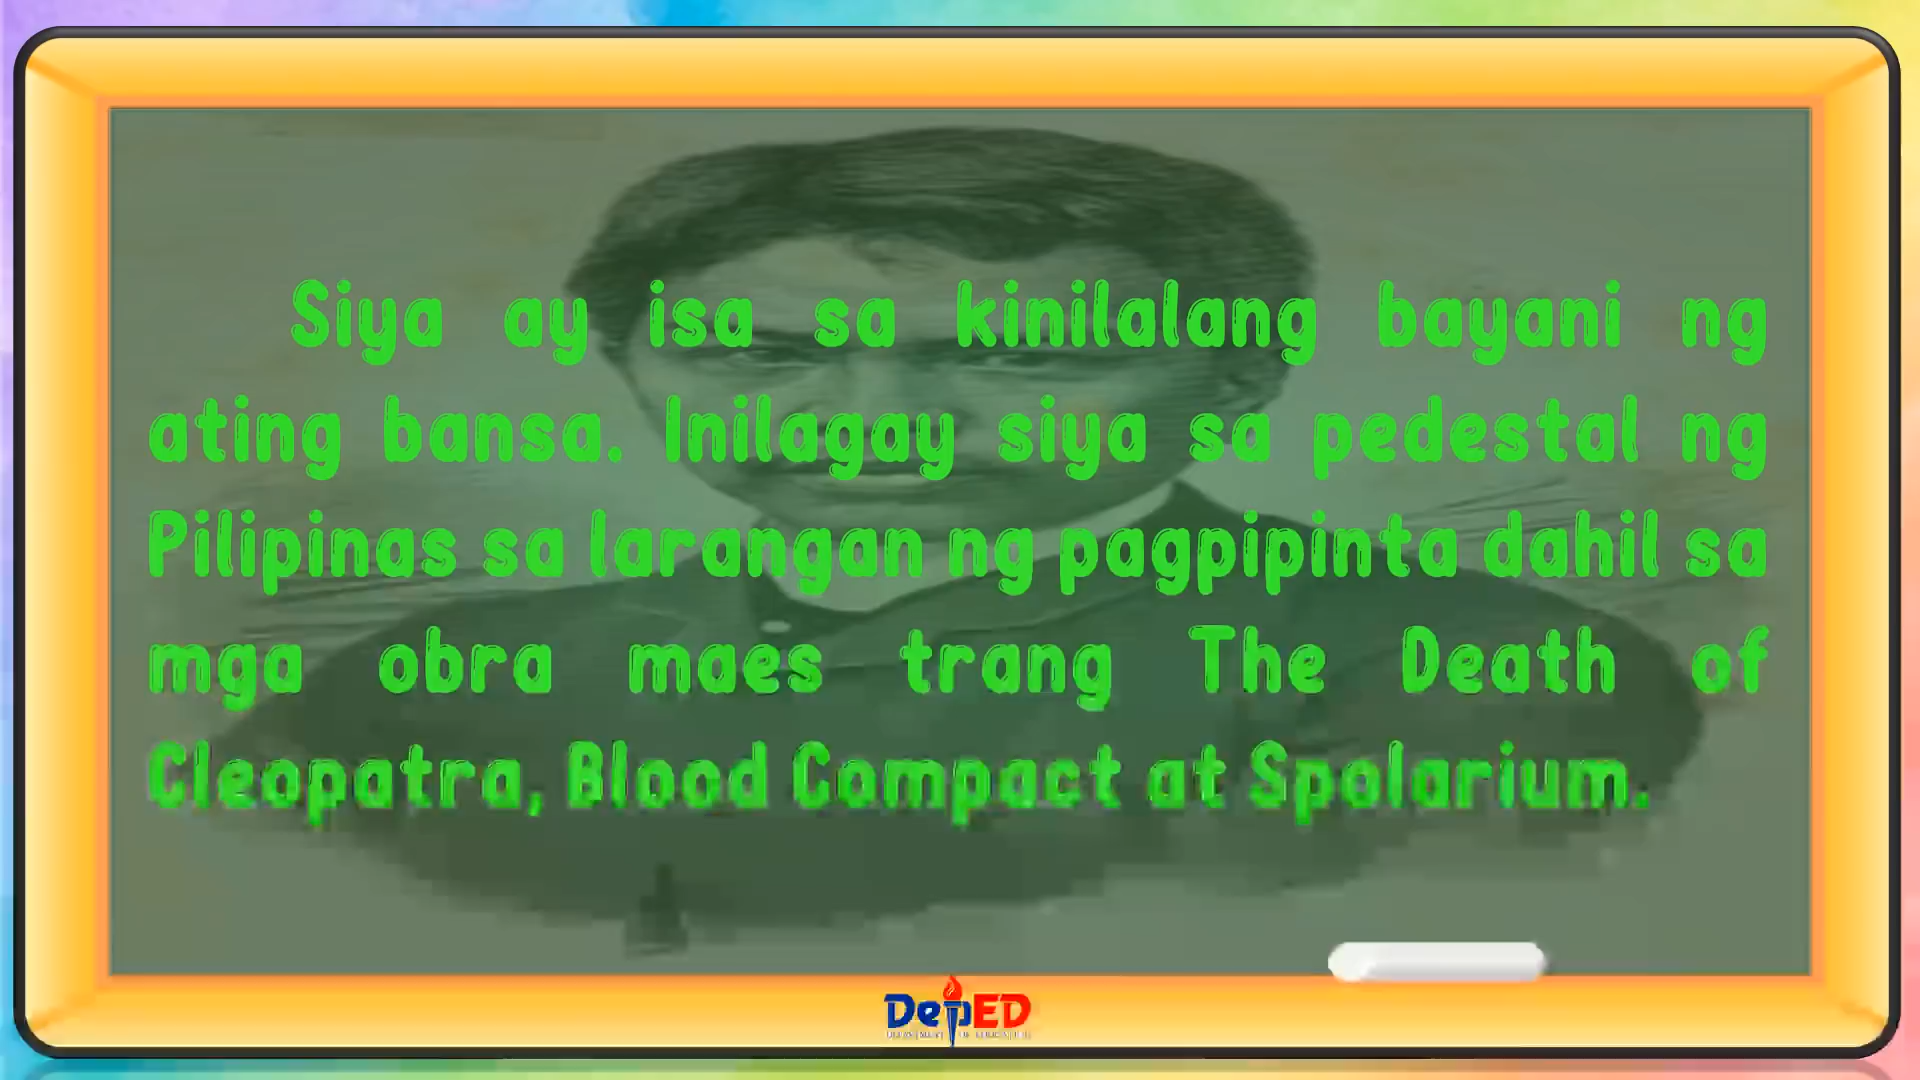 Siya ay isa sa kinilalang bayani ng
ating bansa. Inilagay siya sa pedestal ng
Pilipinas sa larangan ng pagpipinta dahil sa
mga obra maes trang The Death of
Cleopatra, Blood Compact at Spolarium.
DepED